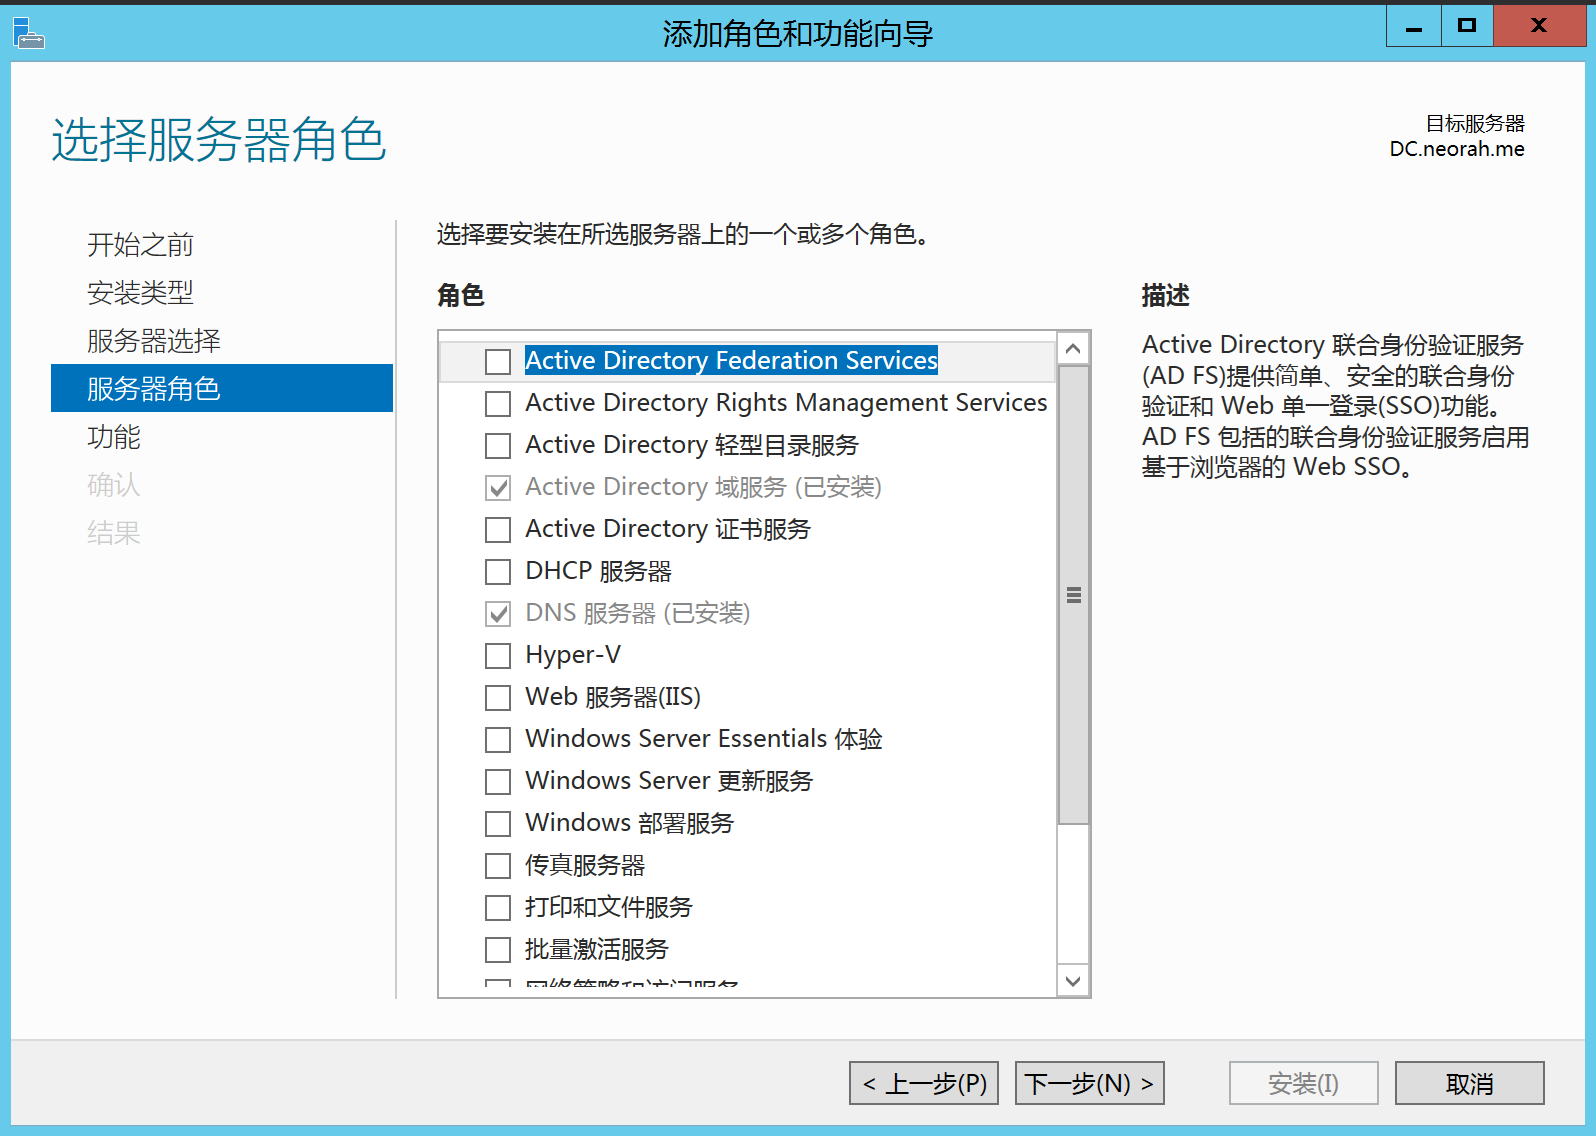 添加角色和功能向导
选择服务器角色
目标服务器
DC.neorah.me
开始之前
安装类型
服务器选择
服务器角色
功能
确认
结果
选择要安装在所选服务器上的一个或多个角色。
角色
Active Directory Federation Services
Active Directory Rights Management Services
Active Directory 轻型目录服务
Active Directory 域服务 (已安装)
Active Directory 证书服务
DHCP 服务器
DNS 服务器 (已安装)
Hyper-V
Web 服务器(IIS)
Windows Server Essentials 体验
Windows Server 更新服务
Windows 部署服务
传真服务器
打印和文件服务
批量激活服务
网络策略和访问服务
描述
Active Directory 联合身份验证服务
(AD FS)提供简单、安全的联合身份
验证和 Web 单一登录(SSO)功能。
AD FS 包括的联合身份验证服务启用
基于浏览器的 Web SSO。
< 上一步(P)
下一步(N) >
安装(I)
取消